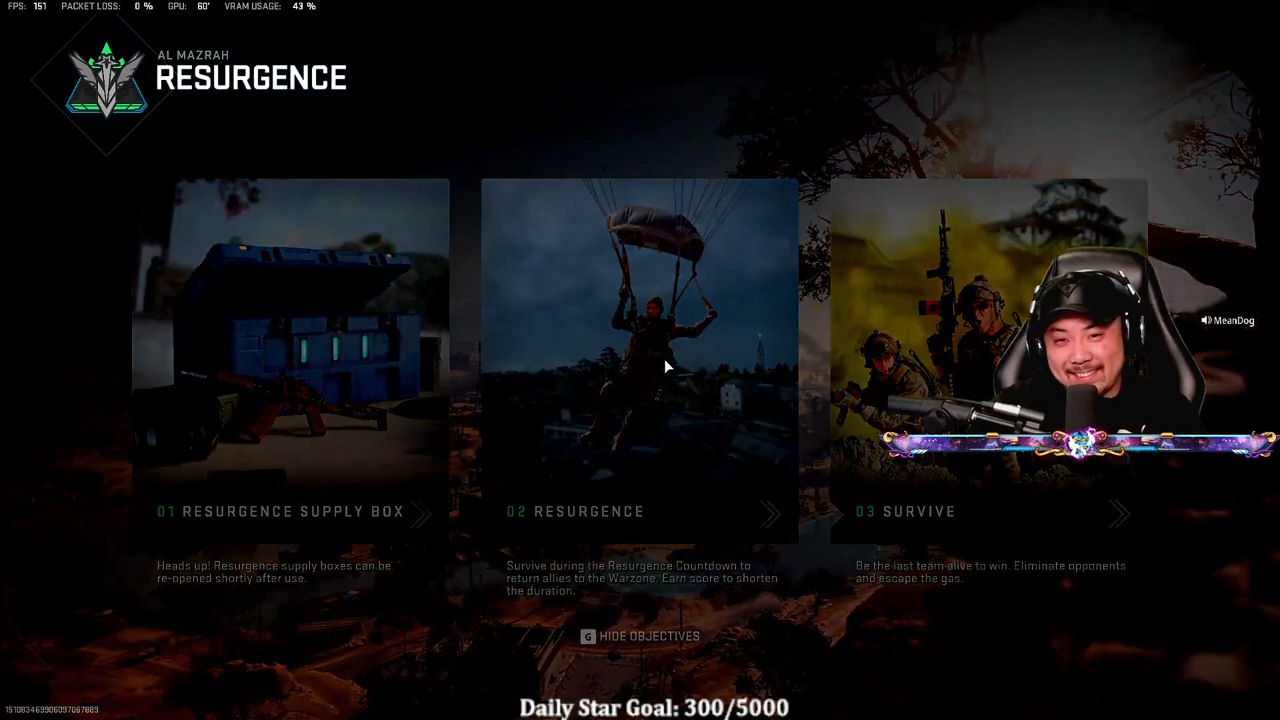 FPS: 151 PACKET LOSS: 0 % GPU: 60° VRAM USAGE: 43 %
AL MAZRAH
RESURGENCE
MeanDog
01 RESURGENCE SUPPLY BOX
Heads up! Resurgence supply boxes can be
re-opened shortly after use.
02 RESURGENCE
Survive during the Resurgence Countdown to
return allies to the Warzone. Earn score to shorten
the duration.
03 SURVIVE
Be the last team alive to win. Eliminate opponents
and escape the gas.
G HIDE OBJECTIVES
Daily Star Goal: 300/5000